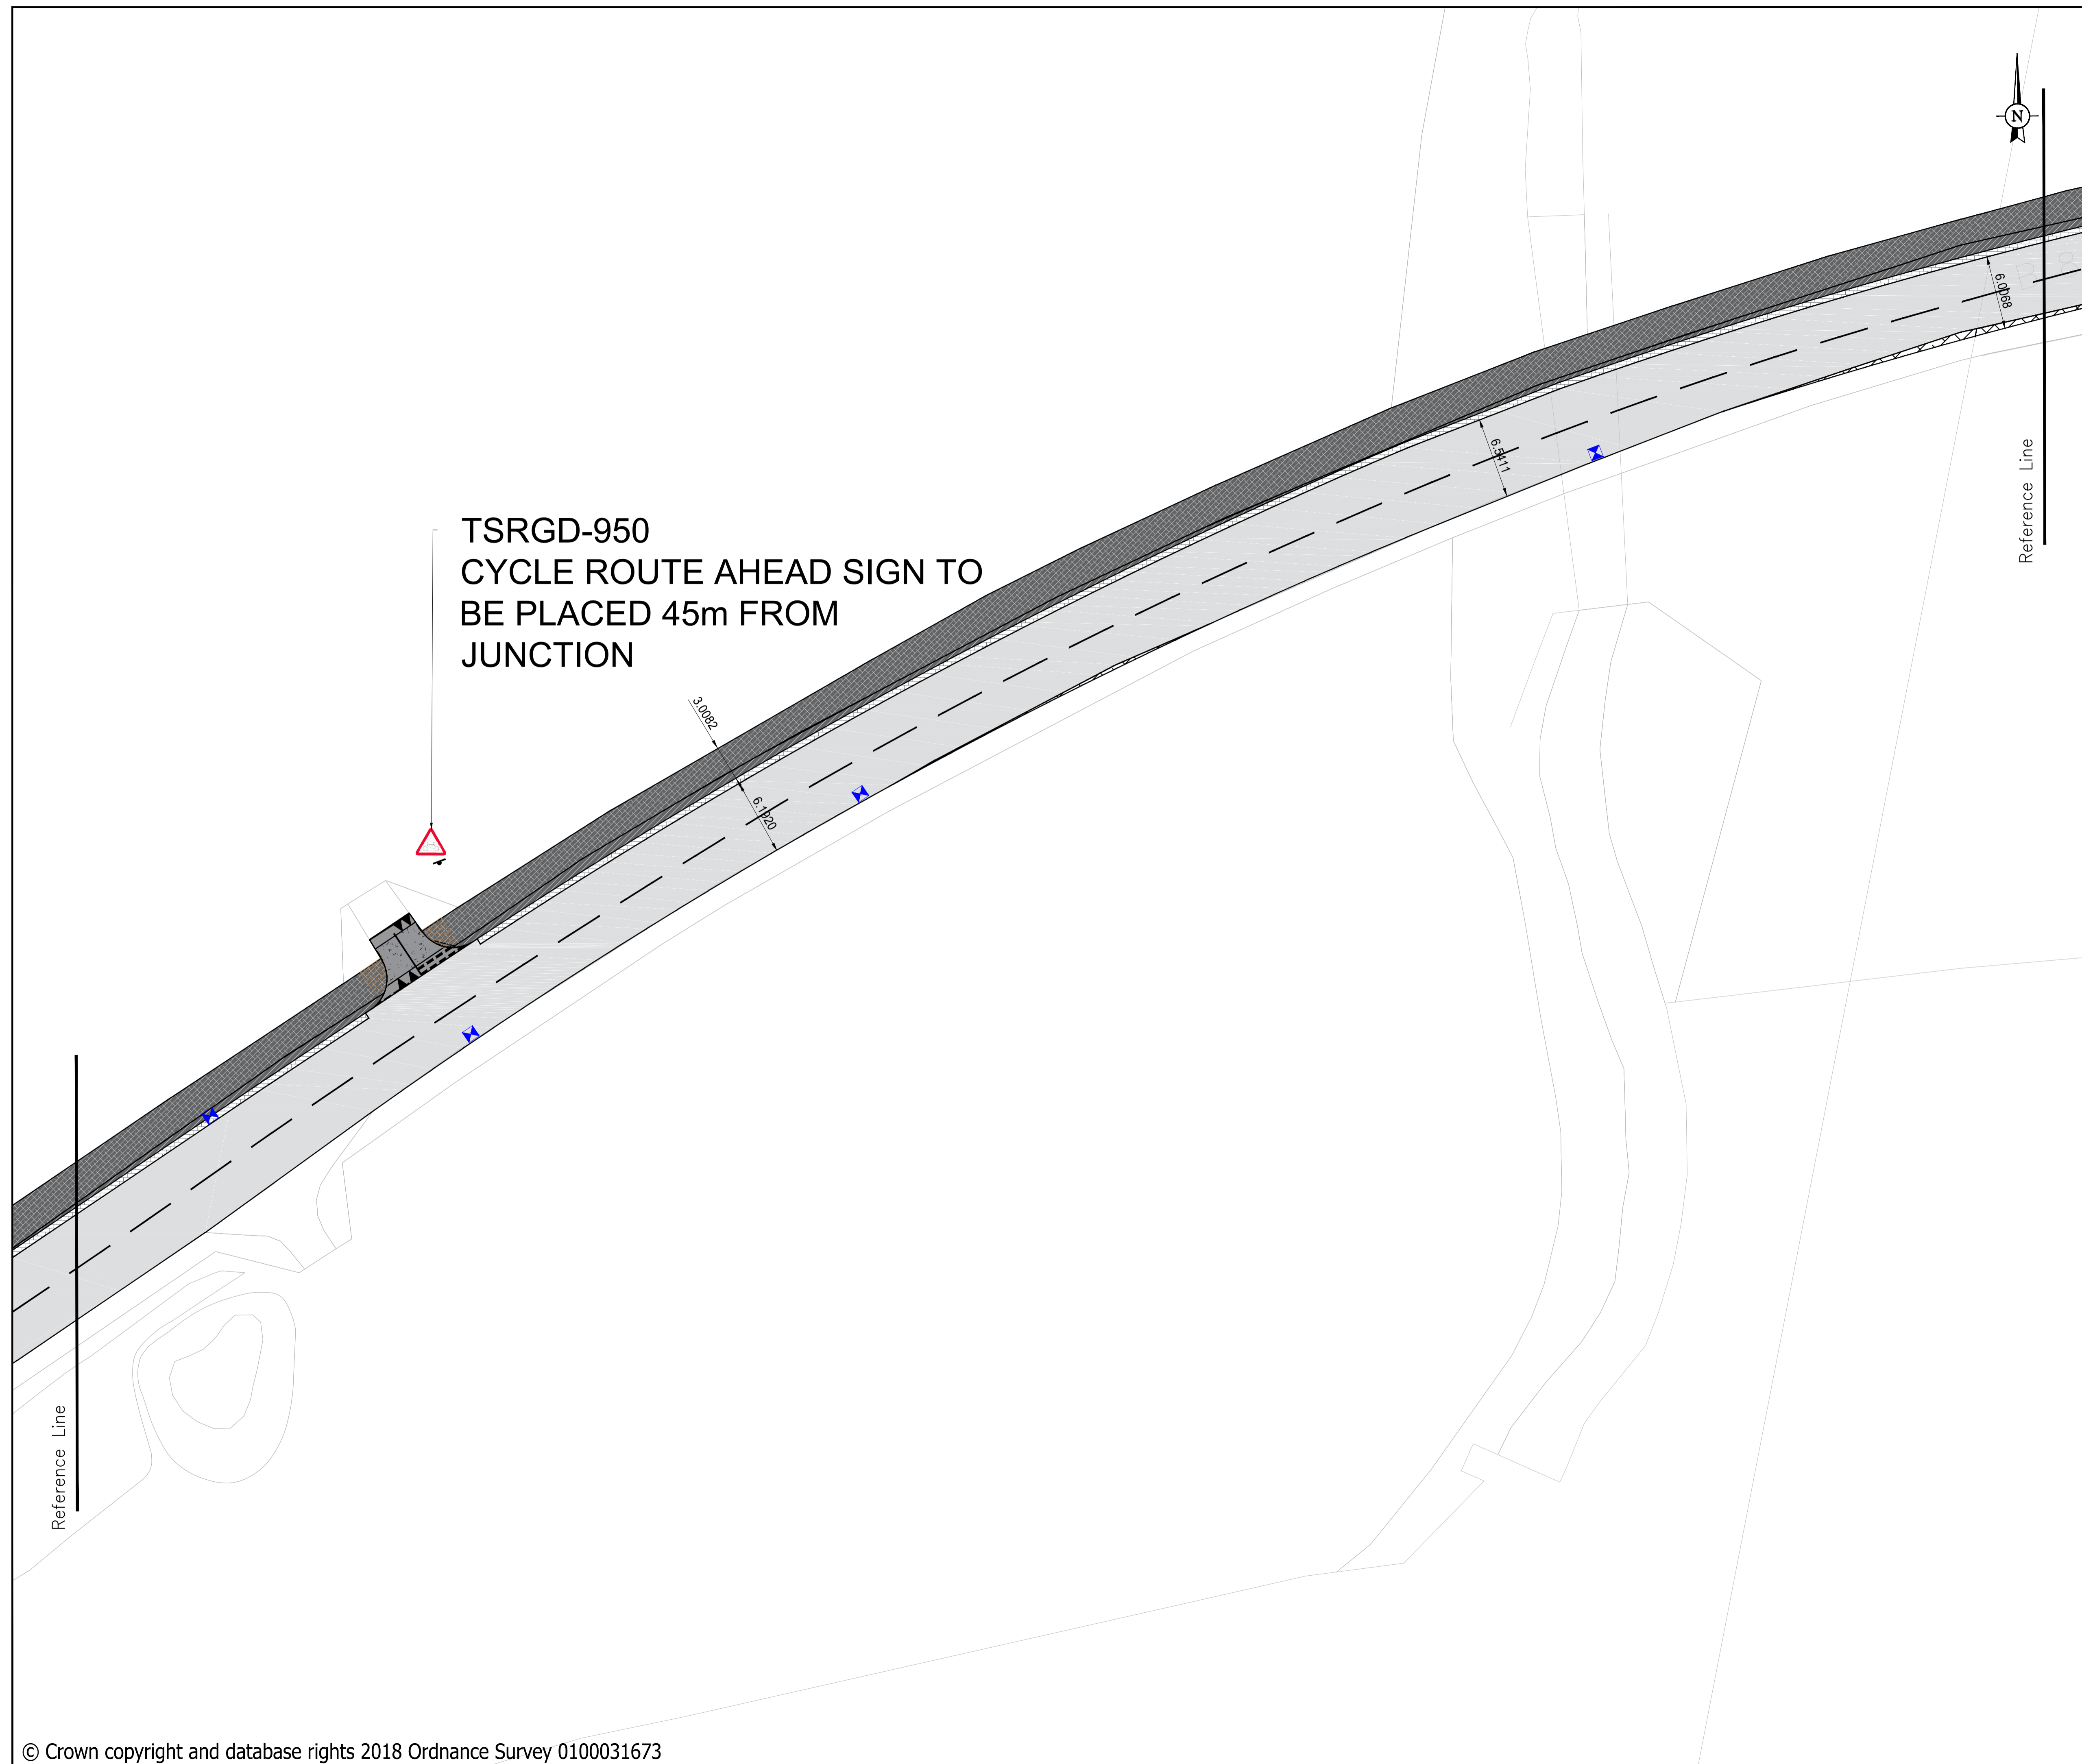 N
6.0068
Reference Line
6.5411
TSRGD-950
CYCLE ROUTE AHEAD SIGN TO
BE PLACED 45m FROM
JUNCTION
3.0082
6.1920
Reference Line
© Crown copyright and database rights 2018 Ordnance Survey 0100031673